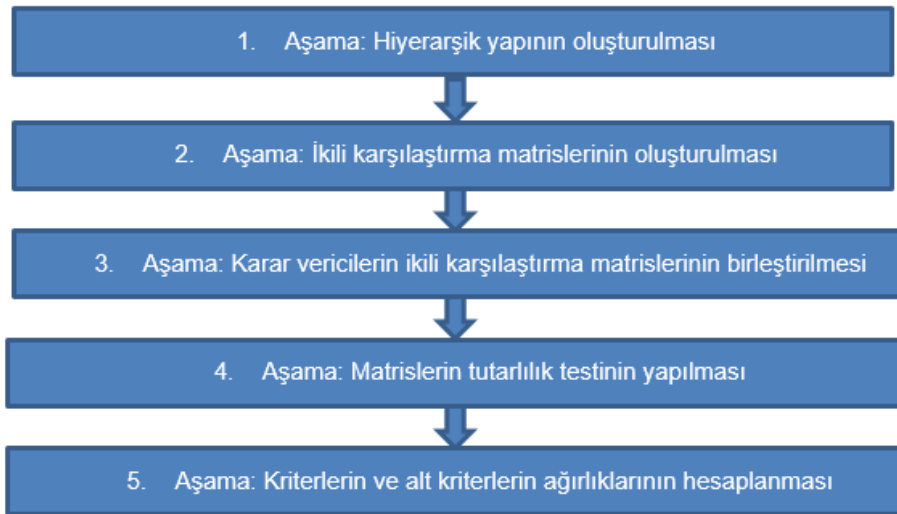 1. Aşama: Hiyerarşik yapının oluşturulması
2. Aşama: İkili karşılaştırma matrislerinin oluşturulması
3. Aşama: Karar vericilerin ikili karşılaştırma matrislerinin birleştirilmesi
4. Aşama: Matrislerin tutarlılık testinin yapılması
5. Aşama: Kriterlerin ve alt kriterlerin ağırlıklarının hesaplanması